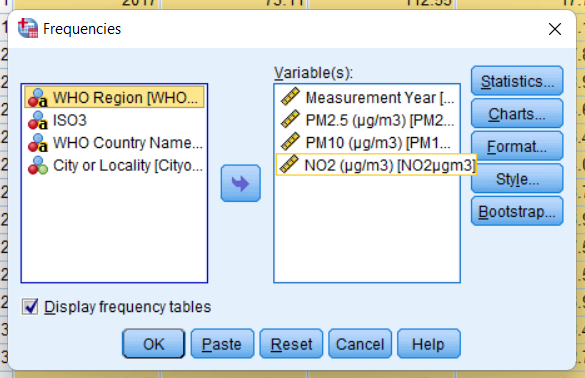 2017
112.55
Frequencies
Variable(s):
WHO Region [WHO...
ISO3
WHO Country Name...
City or Locality [Cityo...
Measurement Year [...
PM2.5 (µg/m3) [PM2...
PM10 (µg/m3) [PM1...
NO2 (µg/m3) [NO2µgm3]
Statistics...
Charts...
Format...
Style...
Bootstrap...
Display frequency tables
OK Paste Reset Cancel Help